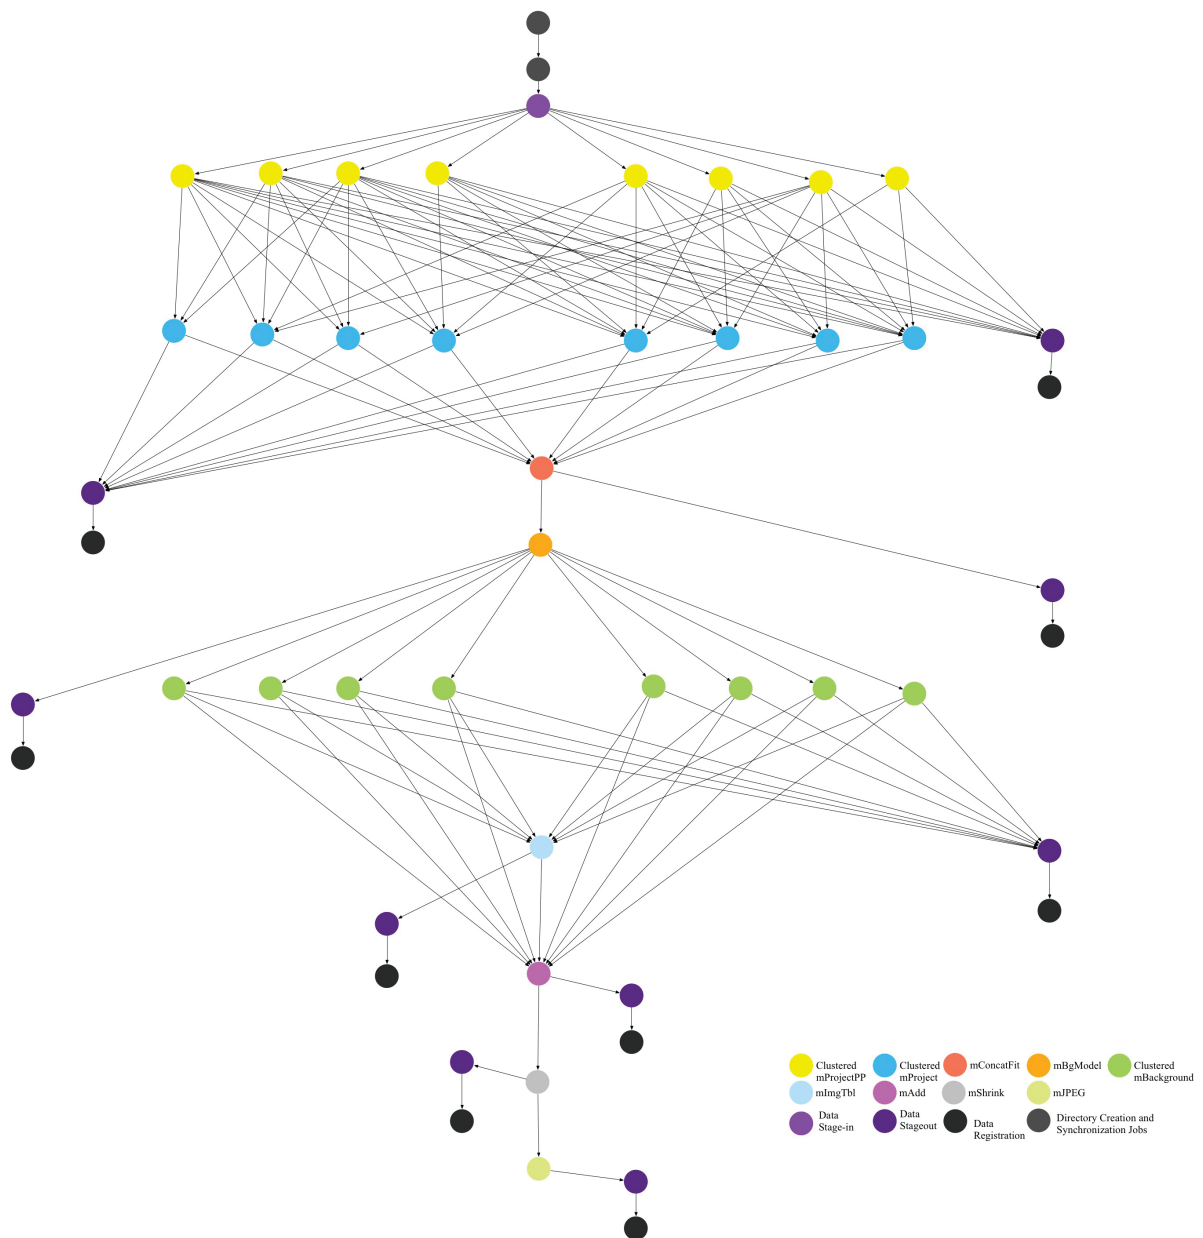 Clustered
mProjectPP
Clustered
mProject
mConcatFit
mBgModel
Clustered
mBackground
mImgTbl
mAdd
mShrink
mJPEG
Data
Stage-in
Data
Stageout
Data
Registration
Directory Creation and
Synchronization Jobs